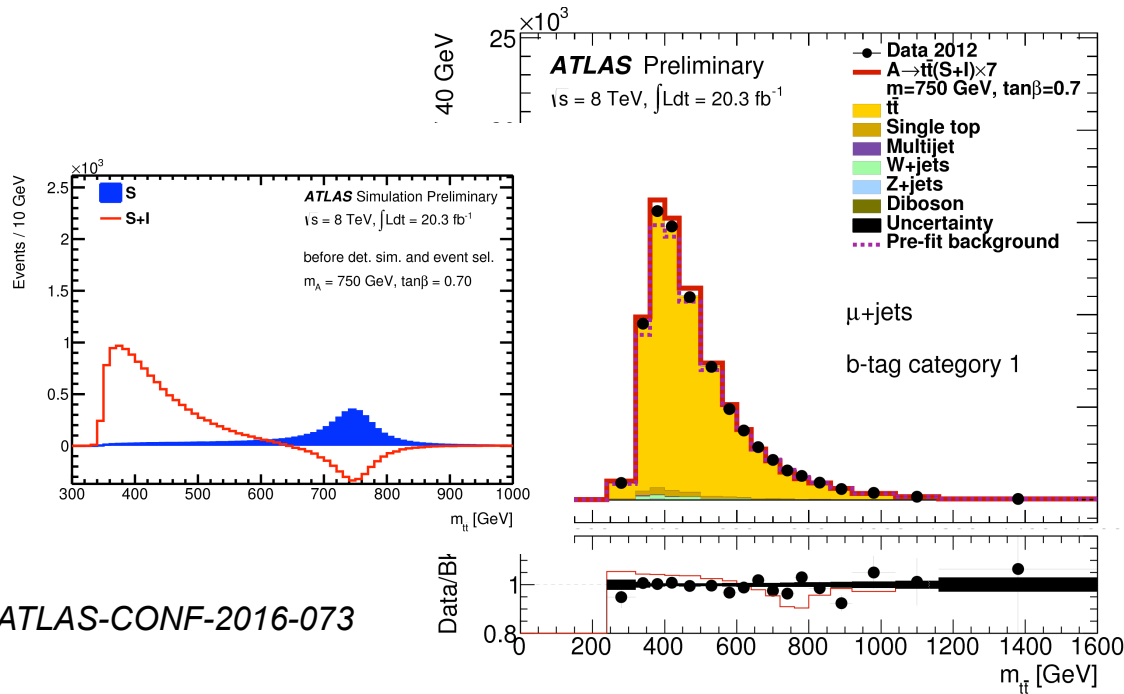 ×10³
25
40 GeV
ATLAS Preliminary
√s = 8 TeV, ∫Ldt = 20.3 fb⁻¹
Data 2012
A→tt̄(S+I)×7
m=750 GeV, tanβ=0.7
tt̄
Single top
Multijet
W+jets
Z+jets
Diboson
Uncertainty
Pre-fit background
μ+jets
b-tag category 1
×10³
2.5
2
1.5
1
0.5
0
Events / 10 GeV
S
S+I
ATLAS Simulation Preliminary
√s = 8 TeV, ∫Ldt = 20.3 fb⁻¹
before det. sim. and event sel.
m_A = 750 GeV, tanβ = 0.70
300 400 500 600 700 800 900 1000
m_tt̄ [GeV]
ATLAS-CONF-2016-073
Data/
1
0.8
0 200 400 600 800 1000 1200 1400 1600
m_tt̄ [GeV]